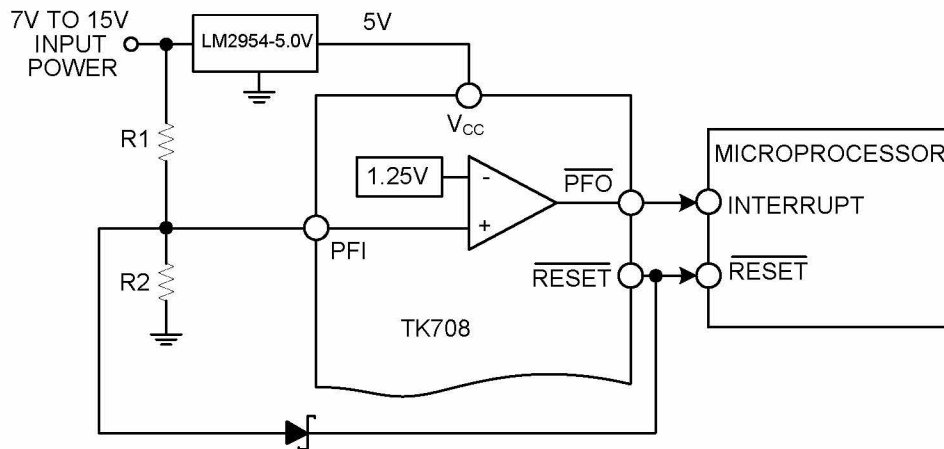 7V TO 15V
INPUT
POWER
LM2954-5.0V
5V
R1
V_CC
MICROPROCESSOR
1.25V
-
+
PFO
INTERRUPT
PFI
RESET
RESET
R2
TK708